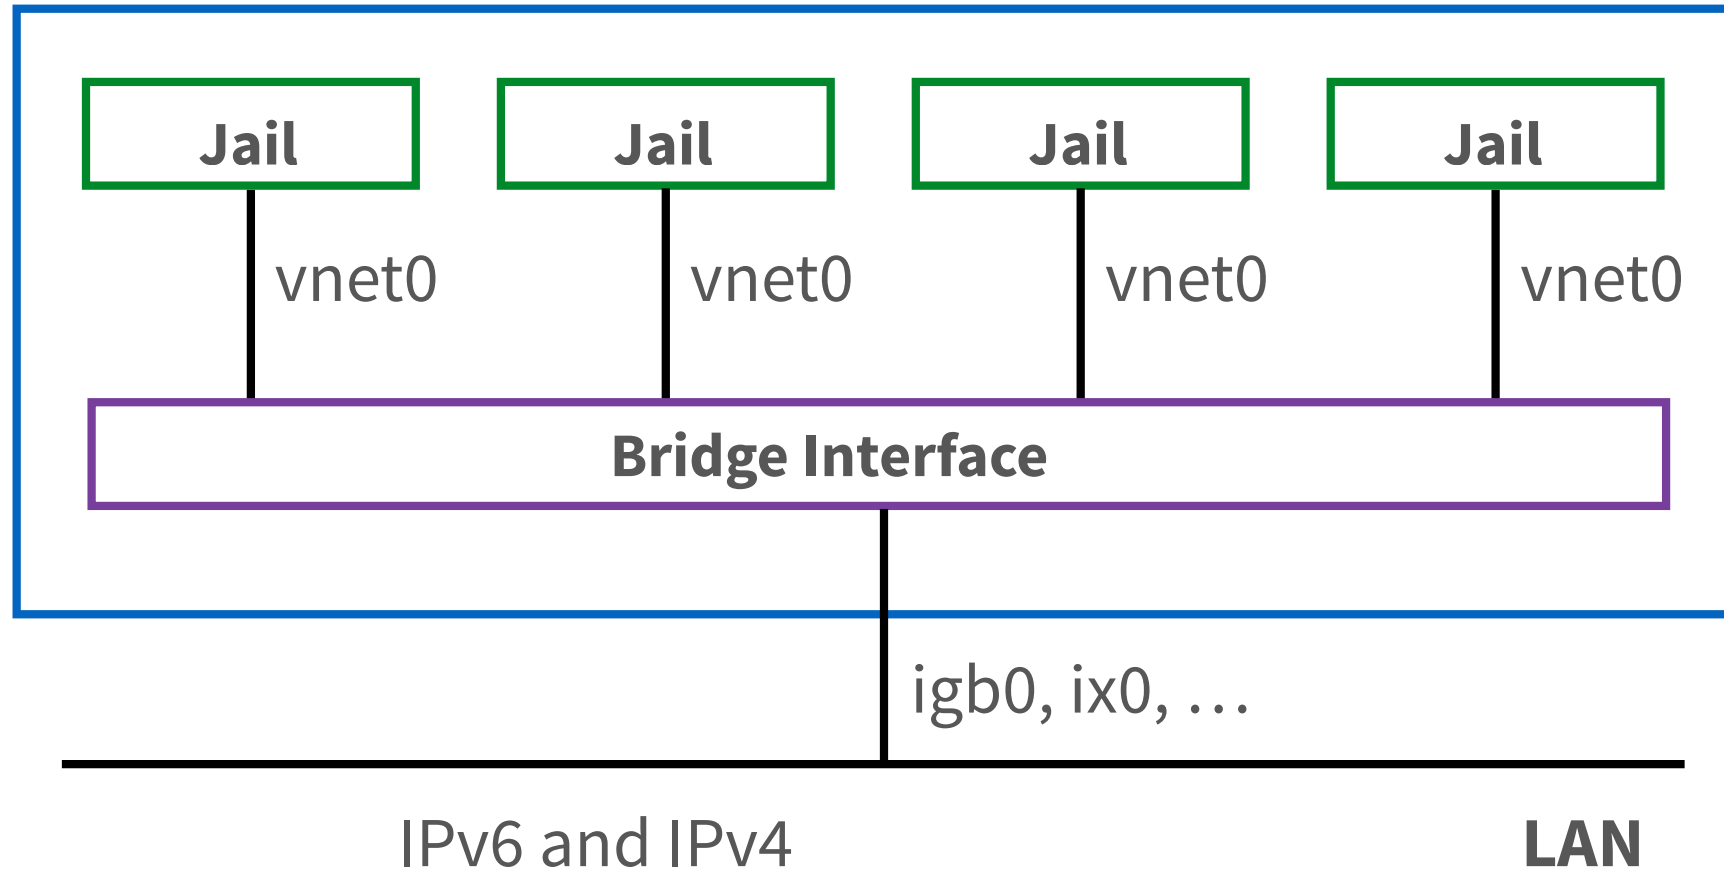 Jail Jail Jail Jail
vnet0 vnet0 vnet0 vnet0
Bridge Interface
igb0, ix0, …
IPv6 and IPv4 LAN